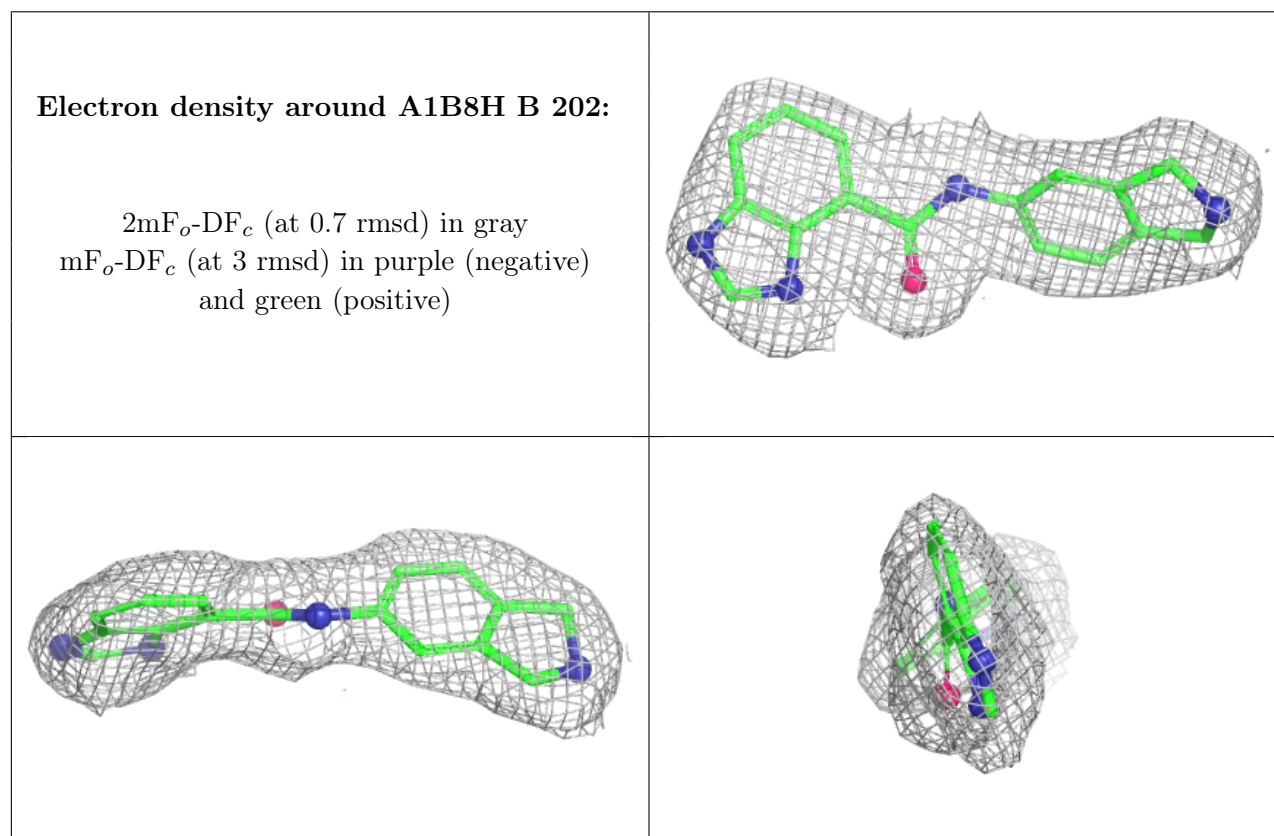 Electron density around A1B8H B 202:
2mFo-DFc (at 0.7 rmsd) in gray
mFo-DFc (at 3 rmsd) in purple (negative)
and green (positive)